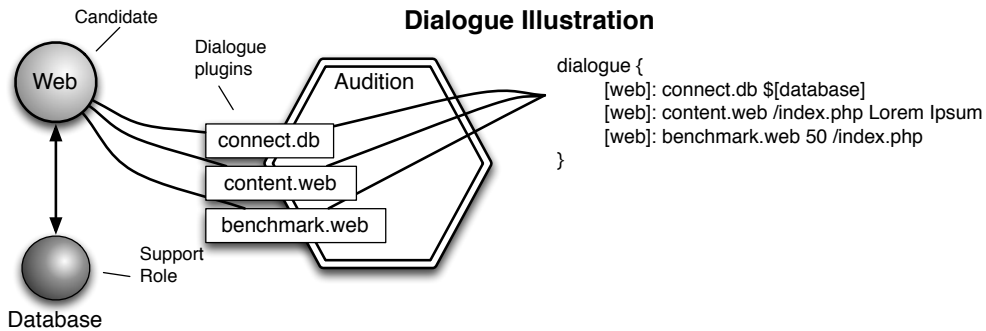 Dialogue Illustration
Candidate
Dialogue
plugins
Web
Audition
connect.db
content.web
benchmark.web
Support
Role
Database
dialogue {
[web]: connect.db $[database]
[web]: content.web /index.php Lorem Ipsum
[web]: benchmark.web 50 /index.php
}